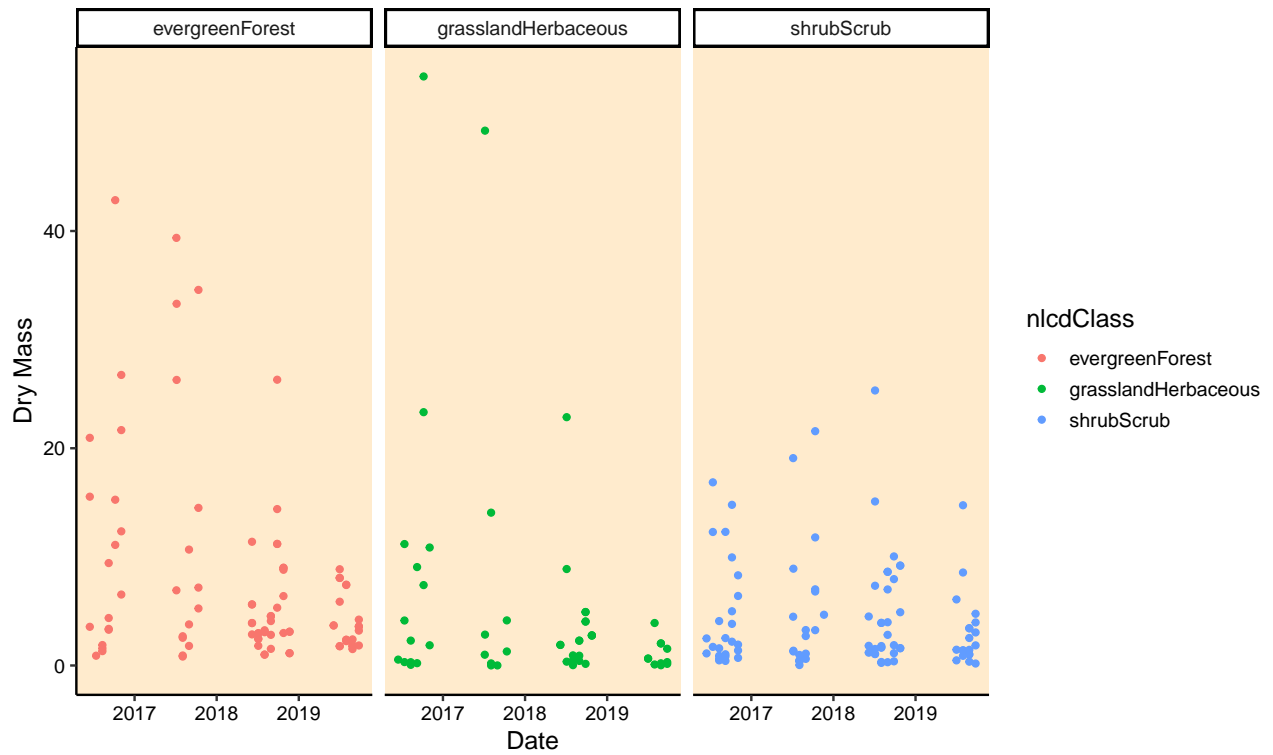 evergreenForest
grasslandHerbaceous
shrubScrub
Dry Mass
40
20
0
2017 2018 2019
2017 2018 2019
2017 2018 2019
Date
nlcdClass
evergreenForest
grasslandHerbaceous
shrubScrub